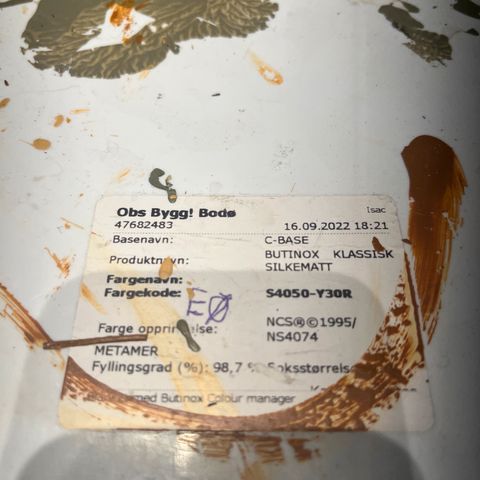 Obs Bygg! Bodø Isac
47682483 16.09.2022 18:21
Basenavn: C-BASE
Produktnavn: BUTINOX KLASSISK
SILKEMATT
Fargenavn:
Fargekode: S4050-Y30R
EØ
Farge NCS®©1995/
NS4074
METAMER
Fyllingsgrad (%): 98,7 %
Butinox Colour manager